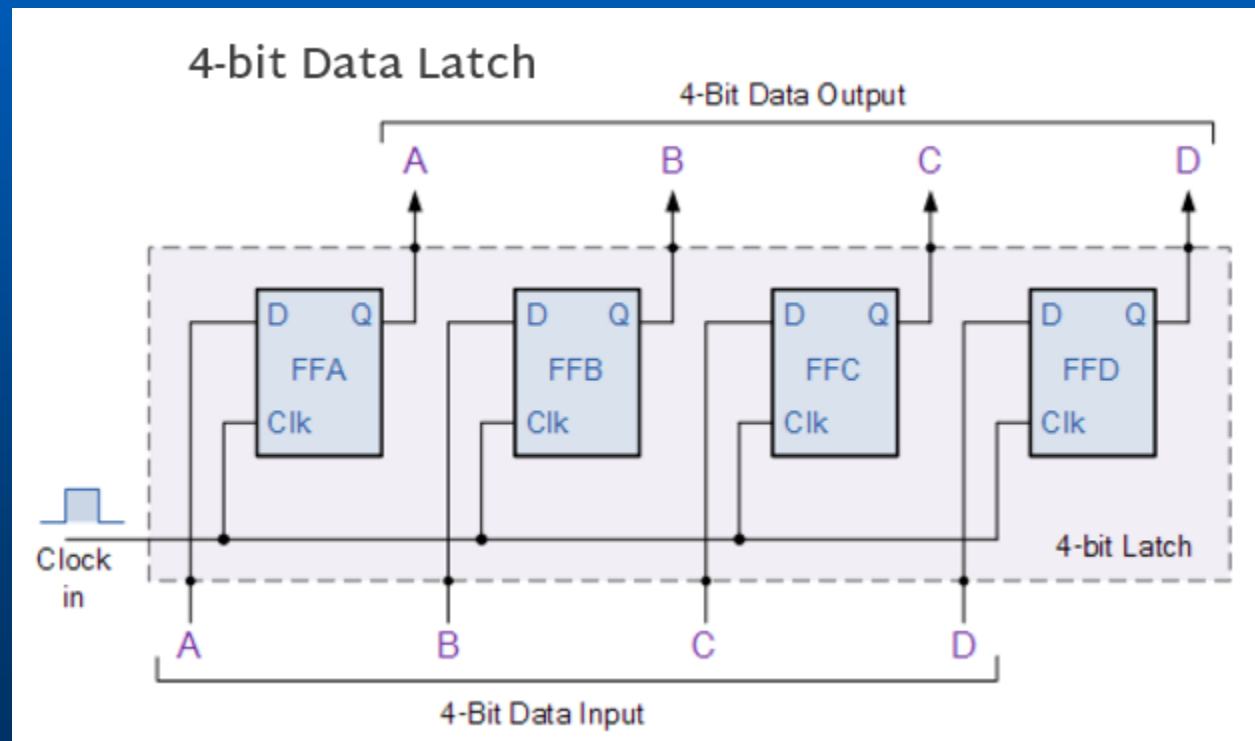 4-bit Data Latch
4-Bit Data Output
A B C D
D Q D Q D Q D Q
FFA FFB FFC FFD
Clk Clk Clk Clk
Clock
in
4-bit Latch
A B C D
4-Bit Data Input